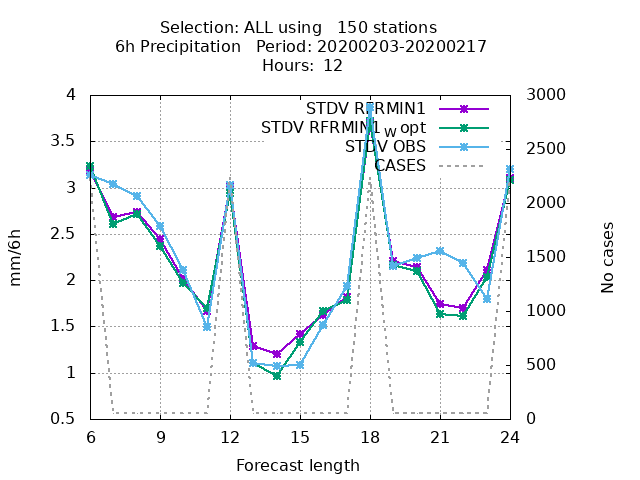 Selection: ALL using   150 stations
6h Precipitation   Period: 20200203-20200217
Hours:  12
STDV RFRMIN1
STDV RFRMIN1_w opt
STDV OBS
CASES
4
3.5
3
2.5
2
1.5
1
0.5
3000
2500
2000
1500
1000
500
0
6 9 12 15 18 21 24
mm/6h
No cases
Forecast length